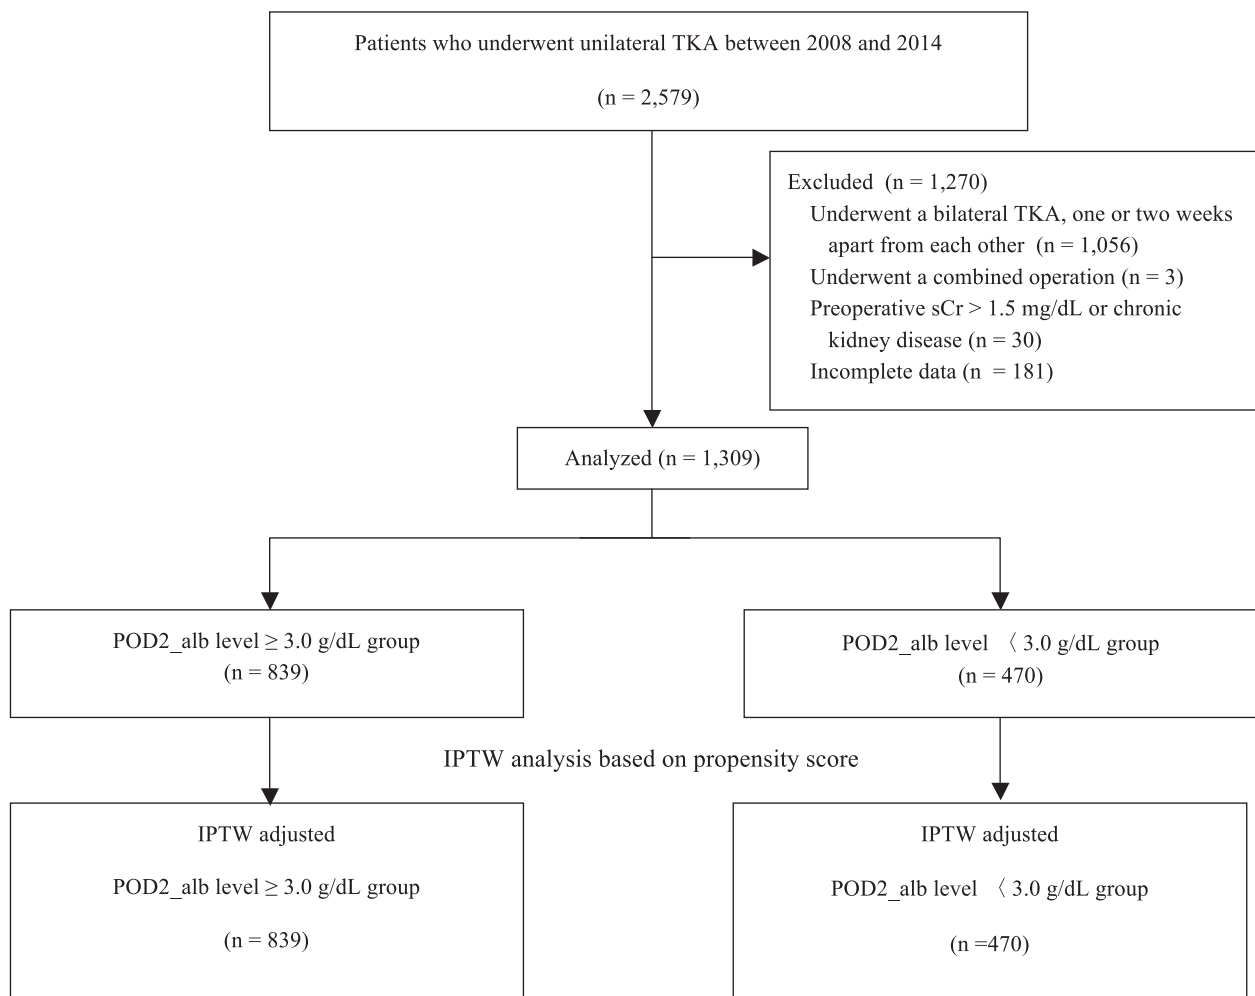 Patients who underwent unilateral TKA between 2008 and 2014
(n = 2,579)
Excluded (n = 1,270)
Underwent a bilateral TKA, one or two weeks
apart from each other (n = 1,056)
Underwent a combined operation (n = 3)
Preoperative sCr > 1.5 mg/dL or chronic
kidney disease (n = 30)
Incomplete data (n = 181)
Analyzed (n = 1,309)
POD2_alb level ≥ 3.0 g/dL group
(n = 839)
POD2_alb level 〈 3.0 g/dL group
(n = 470)
IPTW analysis based on propensity score
IPTW adjusted
POD2_alb level ≥ 3.0 g/dL group
(n = 839)
IPTW adjusted
POD2_alb level 〈 3.0 g/dL group
(n =470)